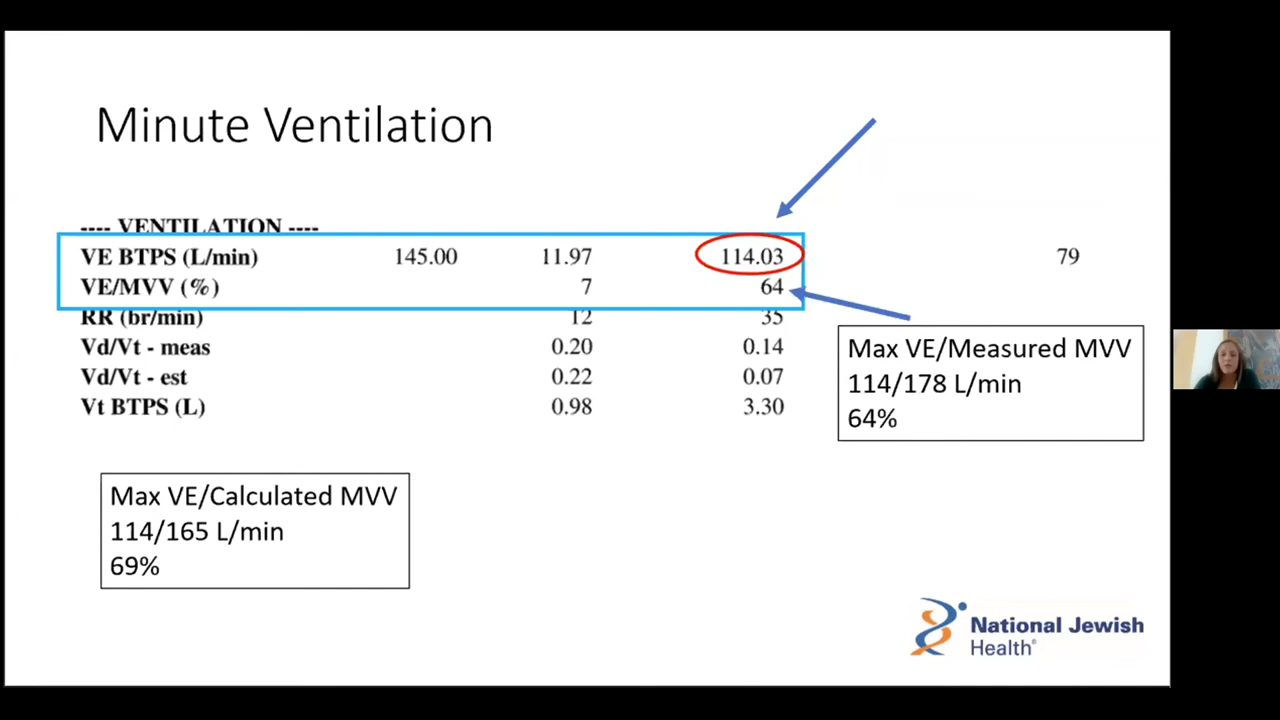 Minute Ventilation
---- VENTILATION ----
VE BTPS (L/min) 145.00 11.97 114.03 79
VE/MVV (%) 7 64
RR (br/min) 12 35
Vd/Vt - meas 0.20 0.14
Vd/Vt - est 0.22 0.07
Vt BTPS (L) 0.98 3.30
Max VE/Measured MVV
114/178 L/min
64%
Max VE/Calculated MVV
114/165 L/min
69%
National Jewish
Health®